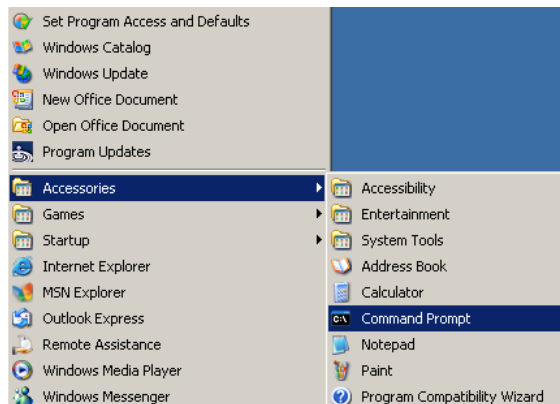 Set Program Access and Defaults
Windows Catalog
Windows Update
New Office Document
Open Office Document
Program Updates
Accessories
Games
Startup
Internet Explorer
MSN Explorer
Outlook Express
Remote Assistance
Windows Media Player
Windows Messenger
Accessibility
Entertainment
System Tools
Address Book
Calculator
C:\
Command Prompt
Notepad
Paint
Program Compatibility Wizard